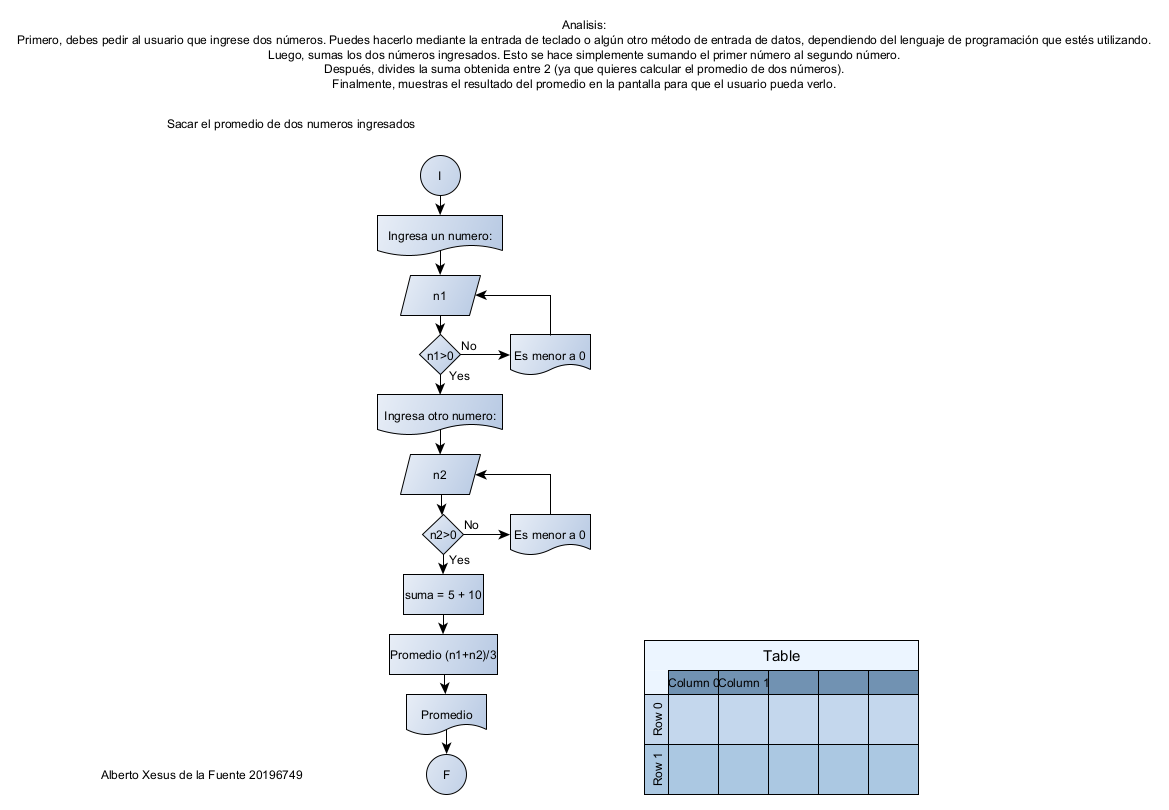 Analisis:
Primero, debes pedir al usuario que ingrese dos números. Puedes hacerlo mediante la entrada de teclado o algún otro método de entrada de datos, dependiendo del lenguaje de programación que estés utilizando.
Luego, sumas los dos números ingresados. Esto se hace simplemente sumando el primer número al segundo número.
Después, divides la suma obtenida entre 2 (ya que quieres calcular el promedio de dos números).
Finalmente, muestras el resultado del promedio en la pantalla para que el usuario pueda verlo.
Sacar el promedio de dos numeros ingresados
I
Ingresa un numero:
n1
n1>0
No
Es menor a 0
Yes
Ingresa otro numero:
n2
n2>0
No
Es menor a 0
Yes
suma = 5 + 10
Promedio (n1+n2)/3
Promedio
F
Table
Column 0 Column 1
Row 0
Row 1
Alberto Xesus de la Fuente 20196749